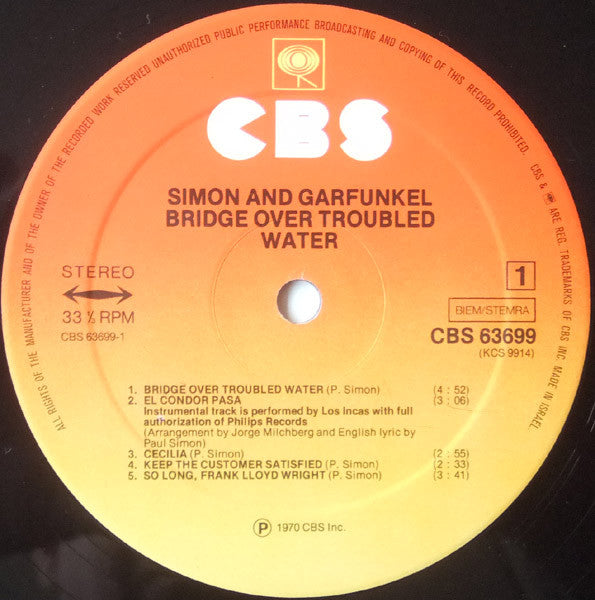 ALL RIGHTS OF THE MANUFACTURER AND OF THE OWNER OF THE RECORDED WORK RESERVED UNAUTHORIZED PUBLIC PERFORMANCE BROADCASTING AND COPYING OF THIS RECORD PROHIBITED. CBS & ARE REG. TRADEMARKS OF CBS INC. MADE IN ISRAEL
CBS
SIMON AND GARFUNKEL
BRIDGE OVER TROUBLED
WATER
STEREO
33 ⅓ RPM
CBS 63699-1
1
BIEM/STEMRA
CBS 63699
(KCS 9914)
1. BRIDGE OVER TROUBLED WATER (P. Simon) (4 : 52)
2. EL CONDOR PASA (3 : 06)
Instrumental track is performed by Los Incas with full
authorization of Philips Records
(Arrangement by Jorge Milchberg and English lyric by
Paul Simon)
3. CECILIA (P. Simon) (2 : 55)
4. KEEP THE CUSTOMER SATISFIED (P. Simon) (2 : 33)
5. SO LONG, FRANK LLOYD WRIGHT (P. Simon) (3 : 41)
Ⓟ 1970 CBS Inc.